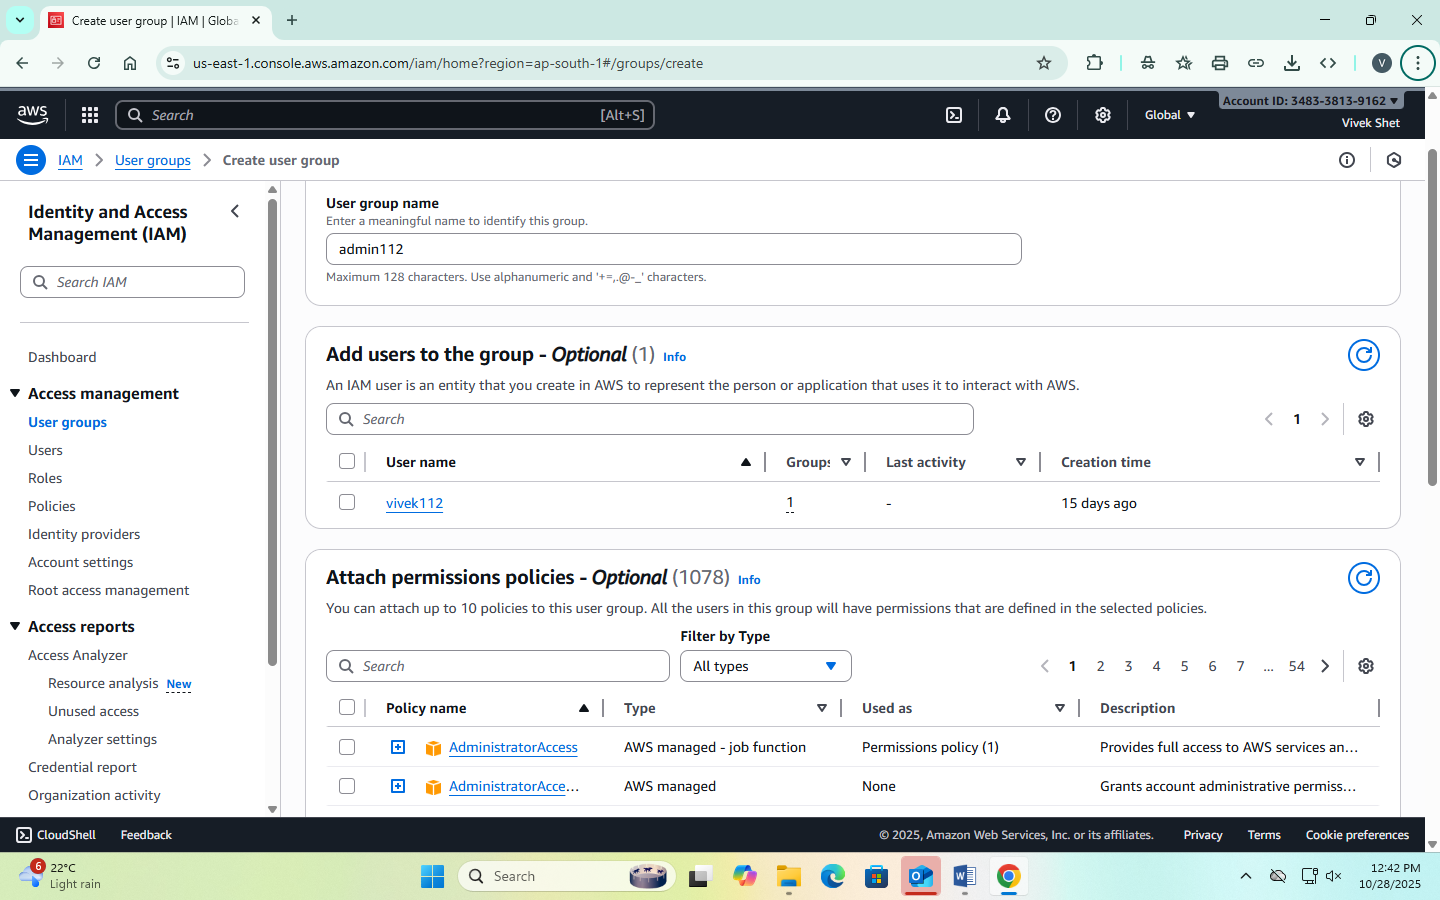 Create user group | IAM | Globa
us-east-1.console.aws.amazon.com/iam/home?region=ap-south-1#/groups/create
V
aws
Search
[Alt+S]
Global
Account ID: 3483-3813-9162
Vivek Shet
IAM
User groups
Create user group
Identity and Access
Management (IAM)
Search IAM
Dashboard
Access management
User groups
Users
Roles
Policies
Identity providers
Account settings
Root access management
Access reports
Access Analyzer
Resource analysis New
Unused access
Analyzer settings
Credential report
Organization activity
User group name
Enter a meaningful name to identify this group.
admin112
Maximum 128 characters. Use alphanumeric and '+=,.@-_' characters.
Add users to the group - Optional (1) Info
An IAM user is an entity that you create in AWS to represent the person or application that uses it to interact with AWS.
Search
1
User name Groups Last activity Creation time
vivek112 1 - 15 days ago
Attach permissions policies - Optional (1078) Info
You can attach up to 10 policies to this user group. All the users in this group will have permissions that are defined in the selected policies.
Filter by Type
Search
All types
1 2 3 4 5 6 7 ... 54
Policy name Type Used as Description
AdministratorAccess AWS managed - job function Permissions policy (1) Provides full access to AWS services an...
AdministratorAcce... AWS managed None Grants account administrative permiss...
CloudShell Feedback © 2025, Amazon Web Services, Inc. or its affiliates. Privacy Terms Cookie preferences
6
22°C
Light rain
Search
12:42 PM
10/28/2025